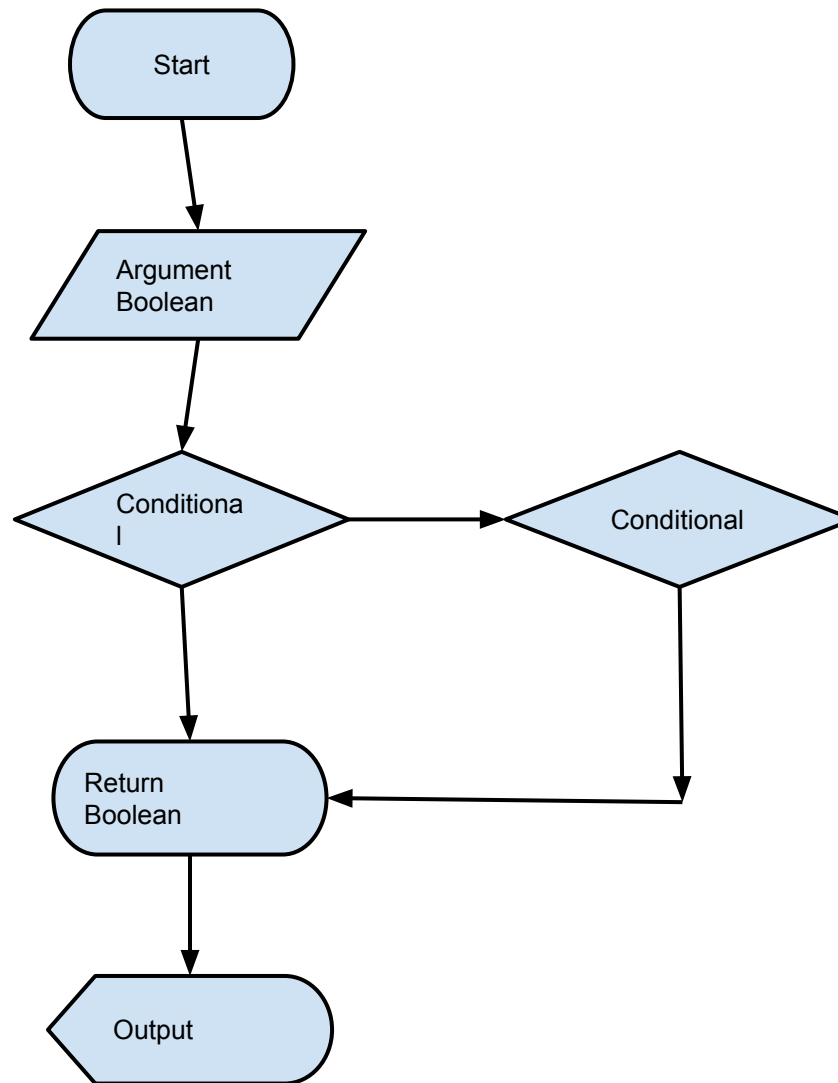 Start
Argument
Boolean
Conditiona
l
Conditional
Return
Boolean
Output